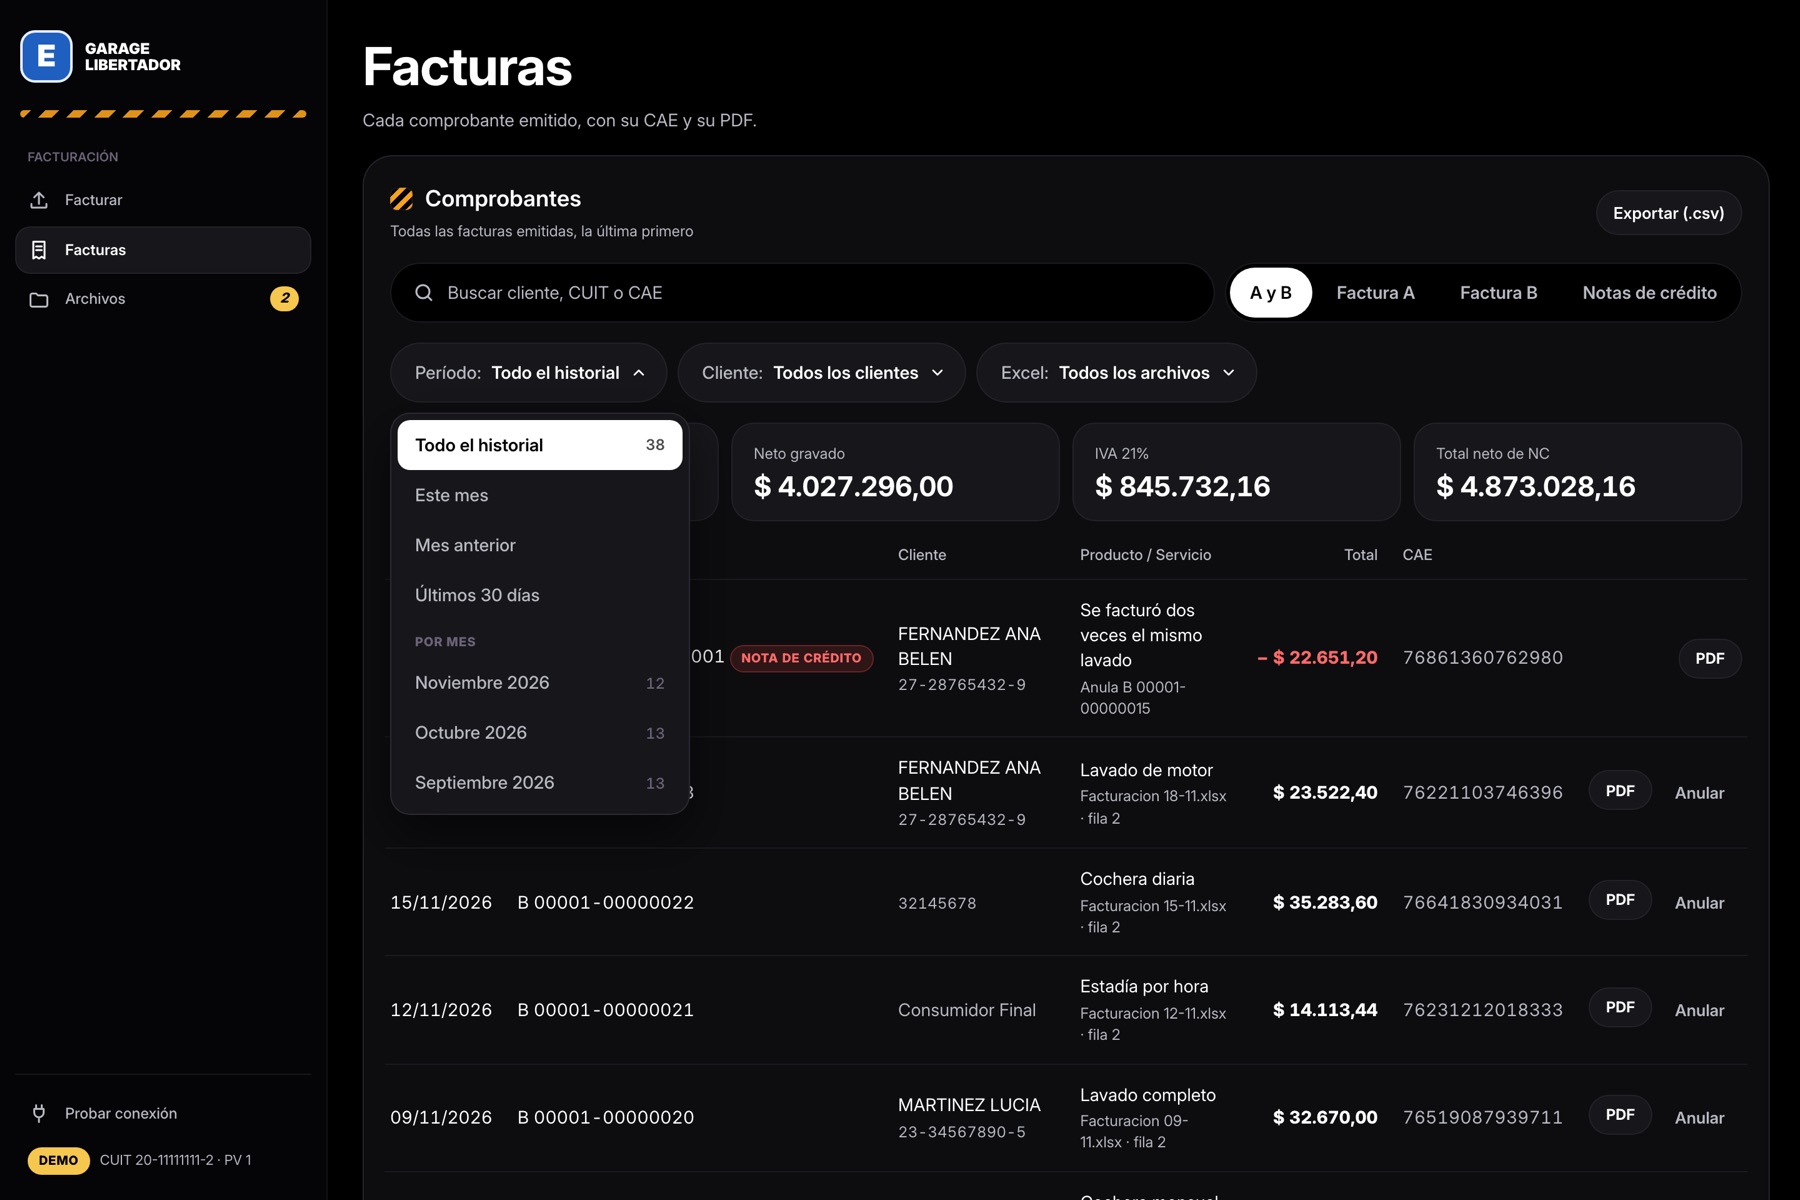 E
GARAGE
LIBERTADOR
FACTURACIÓN
Facturar
Facturas
Archivos
2
Probar conexión
DEMO
CUIT 20-11111111-2 · PV 1
Facturas
Cada comprobante emitido, con su CAE y su PDF.
Comprobantes
Todas las facturas emitidas, la última primero
Exportar (.csv)
Buscar cliente, CUIT o CAE
A y B
Factura A
Factura B
Notas de crédito
Período: Todo el historial
Cliente: Todos los clientes
Excel: Todos los archivos
Todo el historial 38
Este mes
Mes anterior
Últimos 30 días
POR MES
Noviembre 2026 12
Octubre 2026 13
Septiembre 2026 13
Neto gravado
$ 4.027.296,00
IVA 21%
$ 845.732,16
Total neto de NC
$ 4.873.028,16
Cliente
Producto / Servicio
Total
CAE
001
NOTA DE CRÉDITO
FERNANDEZ ANA
BELEN
27-28765432-9
Se facturó dos
veces el mismo
lavado
Anula B 00001-
00000015
– $ 22.651,20
76861360762980
PDF
FERNANDEZ ANA
BELEN
27-28765432-9
Lavado de motor
Facturacion 18-11.xlsx
· fila 2
$ 23.522,40
76221103746396
PDF
Anular
15/11/2026
B 00001-00000022
32145678
Cochera diaria
Facturacion 15-11.xlsx
· fila 2
$ 35.283,60
76641830934031
PDF
Anular
12/11/2026
B 00001-00000021
Consumidor Final
Estadía por hora
Facturacion 12-11.xlsx
· fila 2
$ 14.113,44
76231212018333
PDF
Anular
09/11/2026
B 00001-00000020
MARTINEZ LUCIA
23-34567890-5
Lavado completo
Facturacion 09-
11.xlsx · fila 2
$ 32.670,00
76519087939711
PDF
Anular